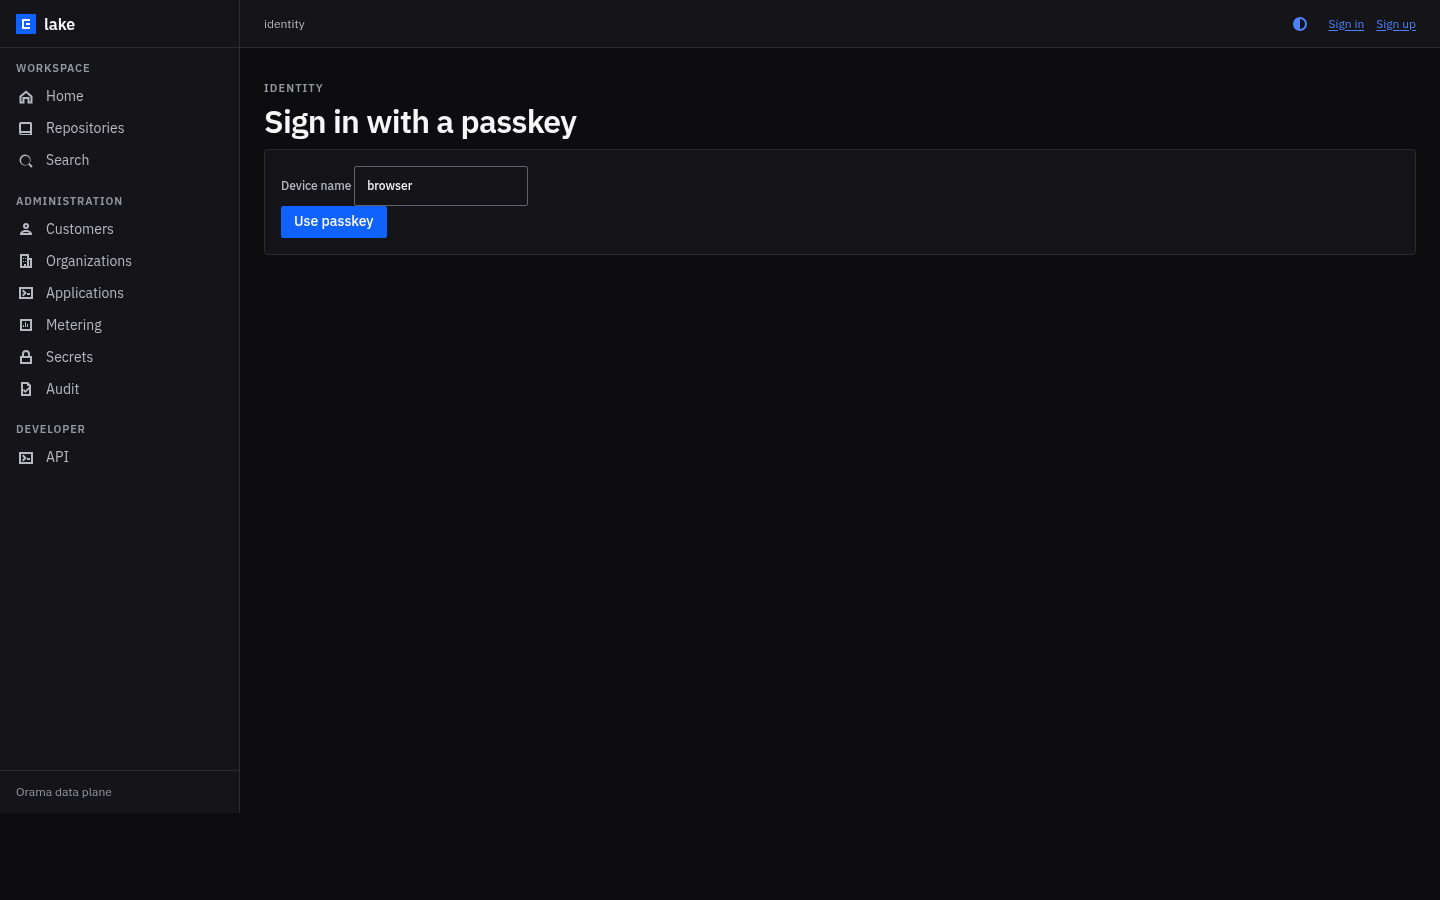 lake
identity
Sign in
Sign up
WORKSPACE
Home
Repositories
Search
ADMINISTRATION
Customers
Organizations
Applications
Metering
Secrets
Audit
DEVELOPER
API
Orama data plane
IDENTITY
Sign in with a passkey
Device name
browser
Use passkey